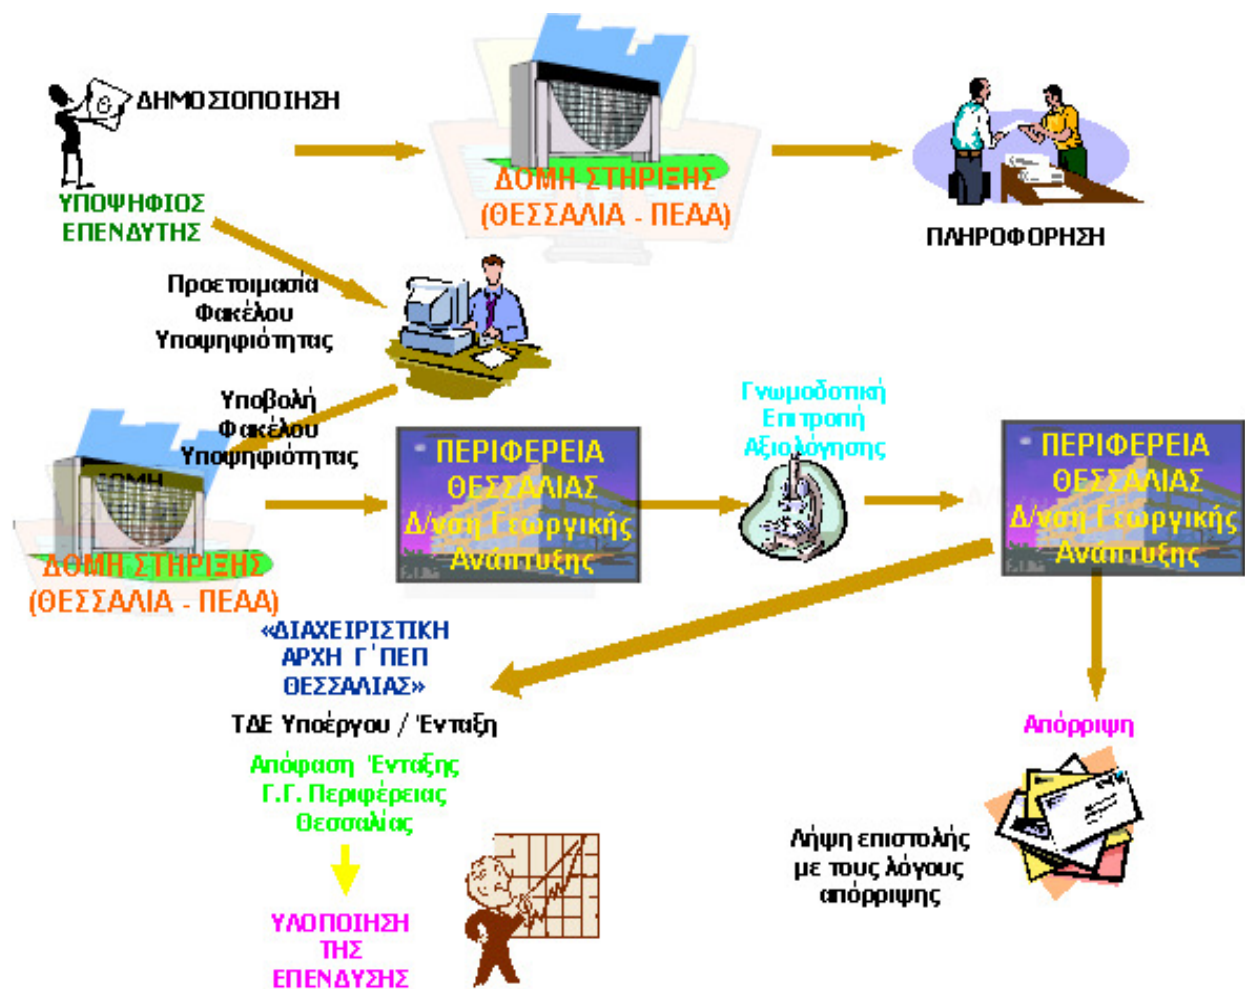 ΔΗΜΟΣΙΟΠΟΙΗΣΗ
ΥΠΟΨΗΦΙΟΣ
ΕΠΕΝΔΥΤΗΣ
ΔΟΜΗ ΣΤΗΡΙΞΗΣ
(ΘΕΣΣΑΛΙΑ - ΠΕΑΑ)
ΠΛΗΡΟΦΟΡΗΣΗ
Προετοιμασία
Φακέλου
Υποψηφιότητας
Υποβολή
Φακέλου
Υποψηφιότητας
ΔΟΜΗ
ΔΟΜΗ ΣΤΗΡΙΞΗΣ
(ΘΕΣΣΑΛΙΑ - ΠΕΑΑ)
ΠΕΡΙΦΕΡΕΙΑ
ΘΕΣΣΑΛΙΑΣ
Δ/νση Γεωργικής
Ανάπτυξης
Γνωμοδοτική
Επιτροπή
Αξιολόγησης
ΠΕΡΙΦΕΡΕΙΑ
ΘΕΣΣΑΛΙΑΣ
Δ/νση Γεωργικής
Ανάπτυξης
«ΔΙΑΧΕΙΡΙΣΤΙΚΗ
ΑΡΧΗ Γ΄ΠΕΠ
ΘΕΣΣΑΛΙΑΣ»
ΤΔΕ Υποέργου / Ένταξη
Απόφαση Ένταξης
Γ.Γ. Περιφέρειας
Θεσσαλίας
ΥΛΟΠΟΙΗΣΗ
ΤΗΣ
ΕΠΕΝΔΥΣΗΣ
Απόρριψη
Λήψη επιστολής
με τους λόγους
απόρριψης